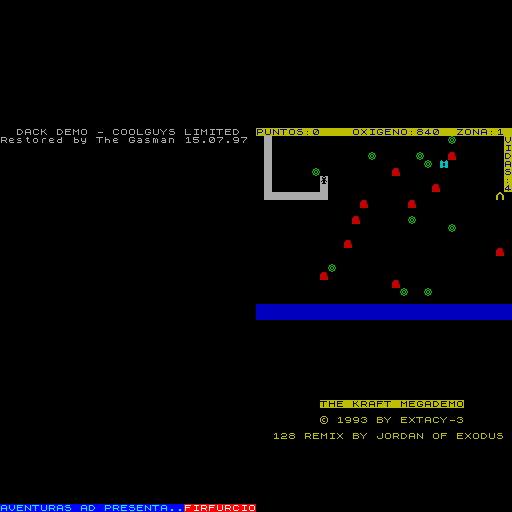 DACK DEMO - COOLGUYS LIMITED
Restored by The Gasman 15.07.97
PUNTOS:0 OXIGENO:840 ZONA:1
VIDAS:4
THE KRAFT MEGADEMO
© 1993 BY EXTACY-3
128 REMIX BY JORDAN OF EXODUS
AVENTURAS AD PRESENTA..FIRFURCIO